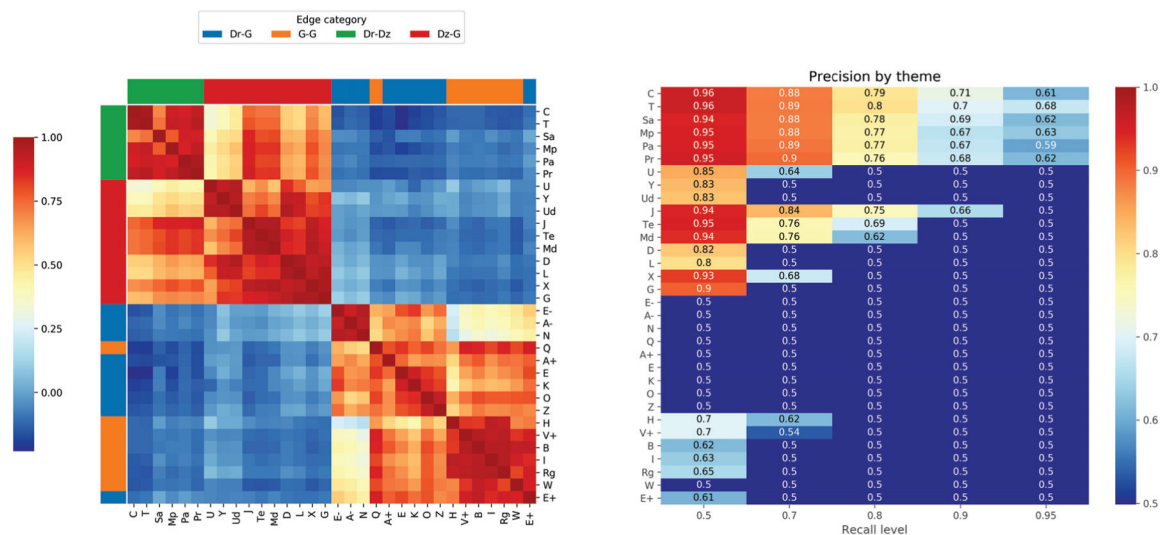 Edge category
Dr-G G-G Dr-Dz Dz-G
1.00
0.75
0.50
0.25
0.00
C
T
Sa
Mp
Pa
Pr
U
Y
Ud
J
Te
Md
D
L
X
G
E-
A-
N
Q
A+
E
K
O
Z
H
V+
B
I
Rg
W
E+
C T Sa Mp Pa Pr U Y Ud J Te Md D L X G E- A- N Q A+ E K O Z H V+ B I Rg W E+
Precision by theme
C 0.96 0.88 0.79 0.71 0.61
T 0.96 0.89 0.8 0.7 0.68
Sa 0.94 0.88 0.78 0.69 0.62
Mp 0.95 0.88 0.77 0.67 0.63
Pa 0.95 0.89 0.77 0.67 0.59
Pr 0.95 0.9 0.76 0.68 0.62
U 0.85 0.64 0.5 0.5 0.5
Y 0.83 0.5 0.5 0.5 0.5
Ud 0.83 0.5 0.5 0.5 0.5
J 0.94 0.84 0.75 0.66 0.5
Te 0.95 0.76 0.69 0.5 0.5
Md 0.94 0.76 0.62 0.5 0.5
D 0.82 0.5 0.5 0.5 0.5
L 0.8 0.5 0.5 0.5 0.5
X 0.93 0.68 0.5 0.5 0.5
G 0.9 0.5 0.5 0.5 0.5
E- 0.5 0.5 0.5 0.5 0.5
A- 0.5 0.5 0.5 0.5 0.5
N 0.5 0.5 0.5 0.5 0.5
Q 0.5 0.5 0.5 0.5 0.5
A+ 0.5 0.5 0.5 0.5 0.5
E 0.5 0.5 0.5 0.5 0.5
K 0.5 0.5 0.5 0.5 0.5
O 0.5 0.5 0.5 0.5 0.5
Z 0.5 0.5 0.5 0.5 0.5
H 0.7 0.62 0.5 0.5 0.5
V+ 0.7 0.54 0.5 0.5 0.5
B 0.62 0.5 0.5 0.5 0.5
I 0.63 0.5 0.5 0.5 0.5
Rg 0.65 0.5 0.5 0.5 0.5
W 0.5 0.5 0.5 0.5 0.5
E+ 0.61 0.5 0.5 0.5 0.5
0.5 0.7 0.8 0.9 0.95
Recall level
1.0
0.9
0.8
0.7
0.6
0.5